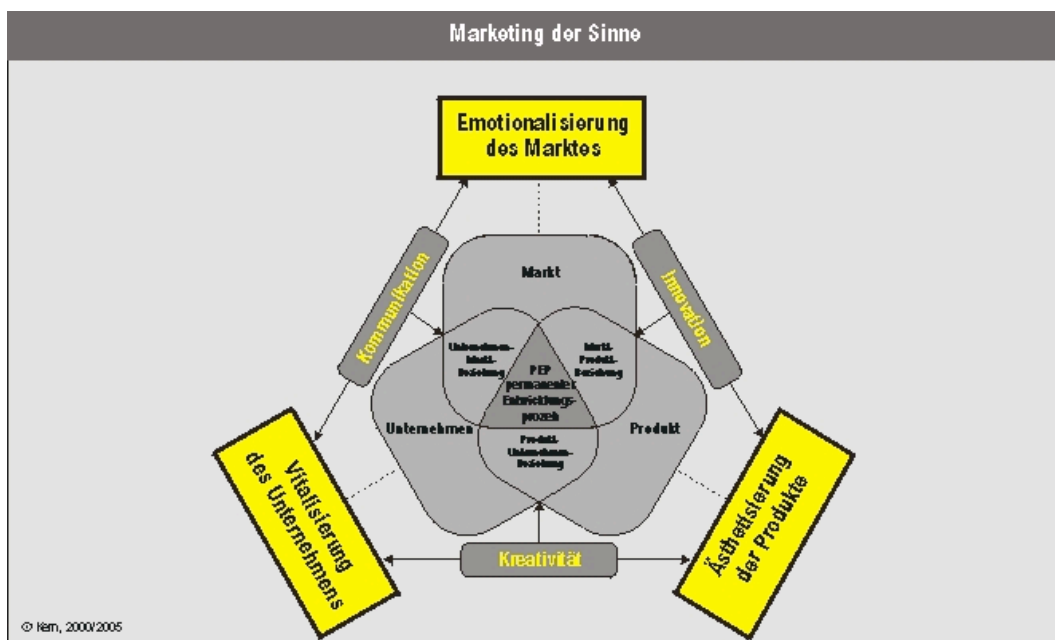 Marketing der Sinne
Emotionalisierung
des Marktes
Kommunikation
Innovation
Markt
Unternehmen-
Markt-
Beziehung
Markt-
Produkt-
Beziehung
PEP
permanenter
Entwicklungs-
prozeß
Unternehmen
Produkt
Produkt-
Unternehmen-
Beziehung
Vitalisierung
des Unternehmens
Ästhetisierung
der Produkte
Kreativität
© Kern, 2000/2005